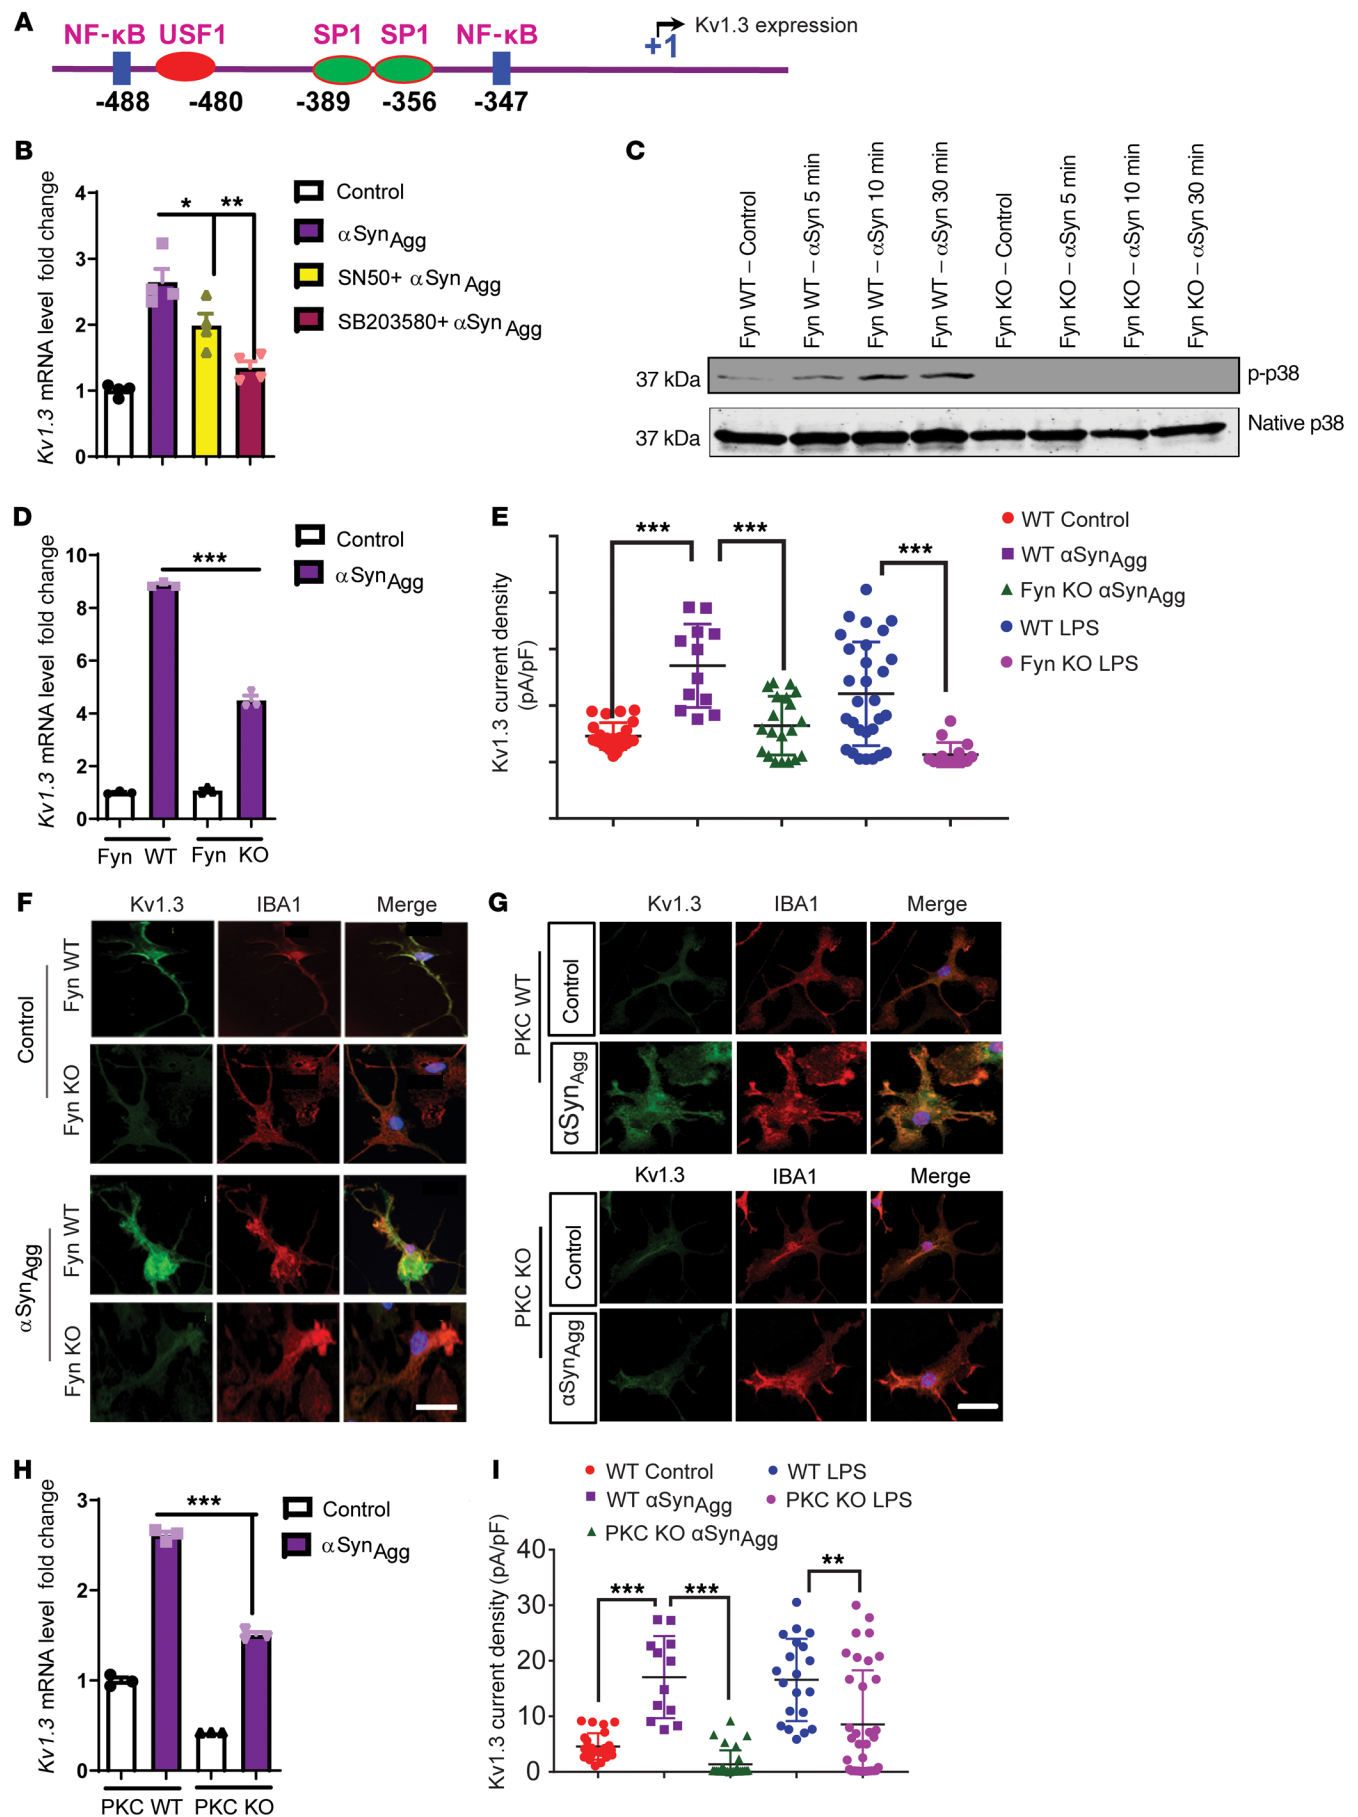 A
NF-κB USF1 SP1 SP1 NF-κB +1 Kv1.3 expression
-488 -480 -389 -356 -347
B
Kv1.3 mRNA level fold change
4
3
2
1
0
* **
Control
αSynAgg
SN50+ αSynAgg
SB203580+ αSynAgg
C
Fyn WT – Control
Fyn WT – αSyn 5 min
Fyn WT – αSyn 10 min
Fyn WT – αSyn 30 min
Fyn KO – Control
Fyn KO – αSyn 5 min
Fyn KO – αSyn 10 min
Fyn KO – αSyn 30 min
37 kDa p-p38
37 kDa Native p38
D
Kv1.3 mRNA level fold change
10
8
6
4
2
0
***
Control
αSynAgg
Fyn WT Fyn KO
E
Kv1.3 current density
(pA/pF)
*** *** ***
WT Control
WT αSynAgg
Fyn KO αSynAgg
WT LPS
Fyn KO LPS
F
Kv1.3 IBA1 Merge
Control
Fyn WT
Fyn KO
αSynAgg
Fyn WT
Fyn KO
G
Kv1.3 IBA1 Merge
PKC WT
Control
αSynAgg
Kv1.3 IBA1 Merge
PKC KO
Control
αSynAgg
H
Kv1.3 mRNA level fold change
3
2
1
0
***
Control
αSynAgg
PKC WT PKC KO
I
WT Control
WT αSynAgg
PKC KO αSynAgg
WT LPS
PKC KO LPS
Kv1.3 current density (pA/pF)
40
30
20
10
0
*** *** **